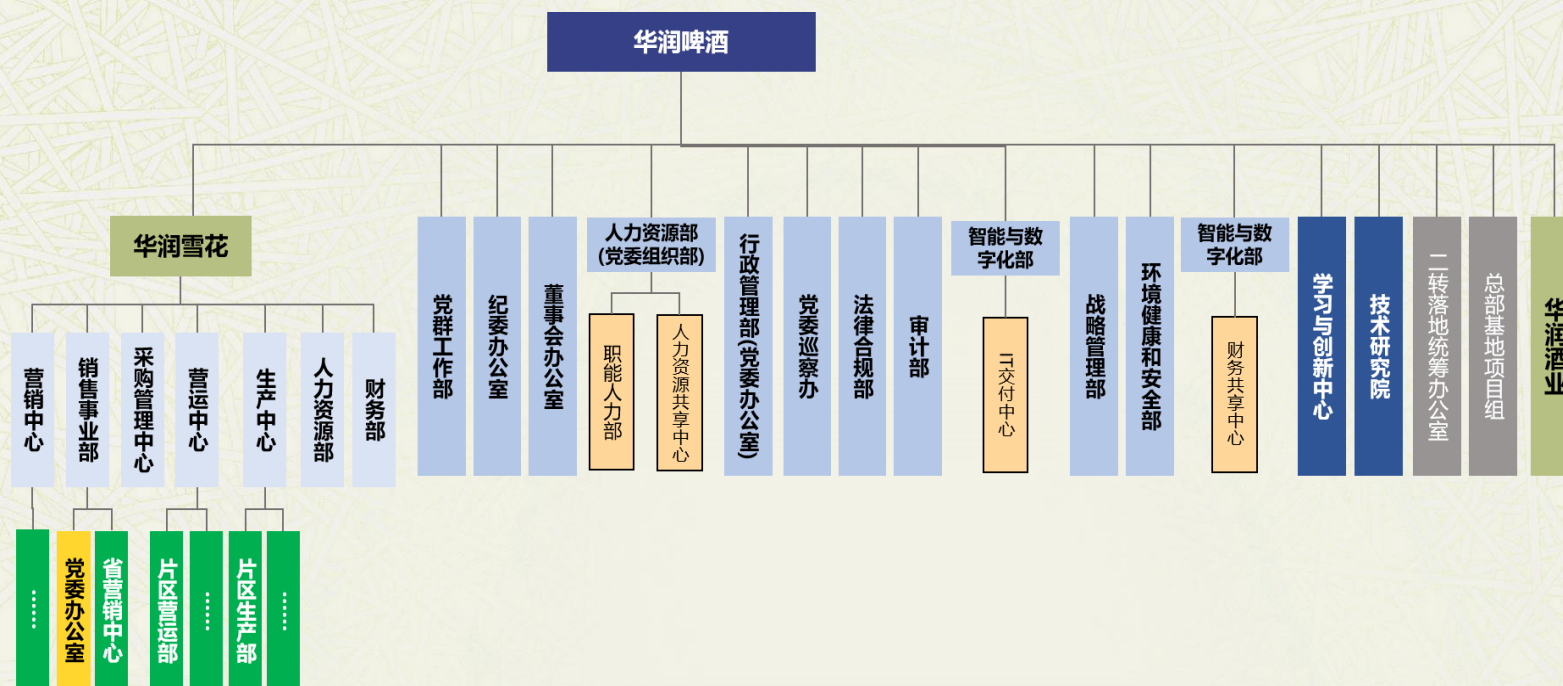 华润啤酒
华润雪花
党群工作部
纪委办公室
董事会办公室
人力资源部
(党委组织部)
职能人力部
人力资源共享中心
行政管理部(党委办公室)
党委巡察办
法律合规部
审计部
智能与数
字化部
IT交付中心
战略管理部
环境健康和安全部
智能与数
字化部
财务共享中心
学习与创新中心
技术研究院
二转落地统筹办公室
总部基地项目组
华润酒业
营销中心
销售事业部
采购管理中心
营运中心
生产中心
人力资源部
财务部
……
党委办公室
省营销中心
片区营运部
……
片区生产部
……